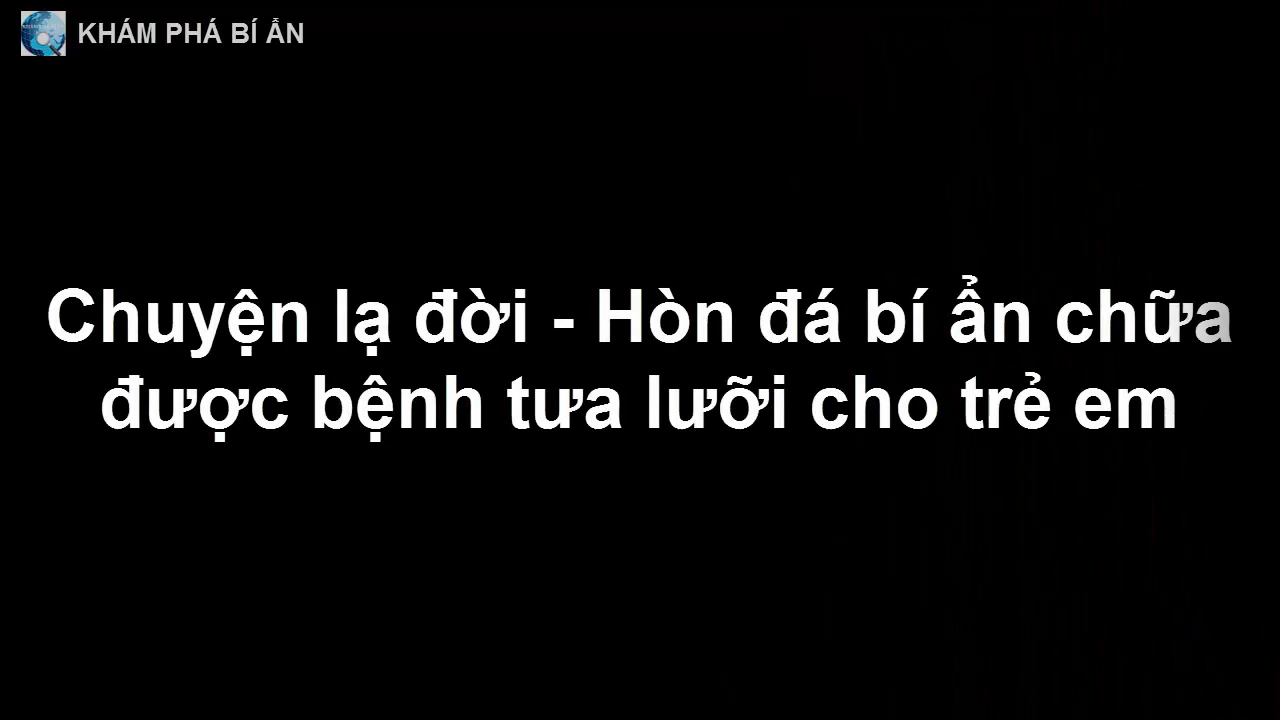 KHÁM PHÁ BÍ ẨN
Chuyện lạ đời - Hòn đá bí ẩn chữa
được bệnh tưa lưỡi cho trẻ em